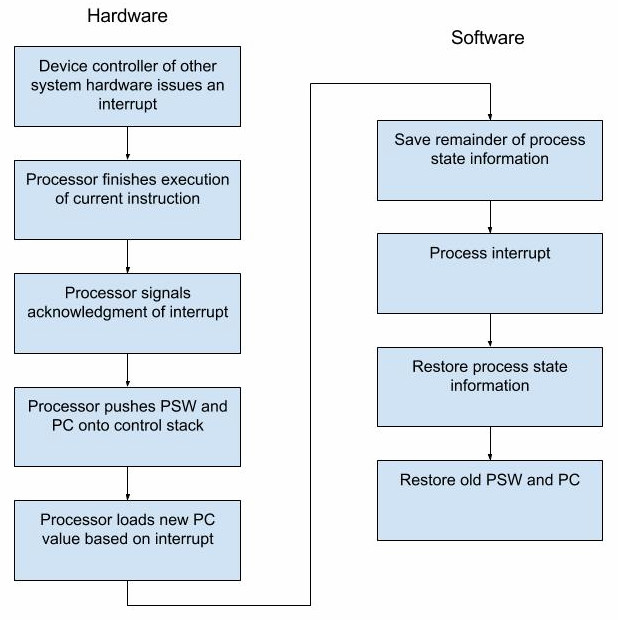 Hardware
Device controller of other
system hardware issues an
interrupt
Processor finishes execution
of current instruction
Processor signals
acknowledgment of interrupt
Processor pushes PSW and
PC onto control stack
Processor loads new PC
value based on interrupt
Software
Save remainder of process
state information
Process interrupt
Restore process state
information
Restore old PSW and PC